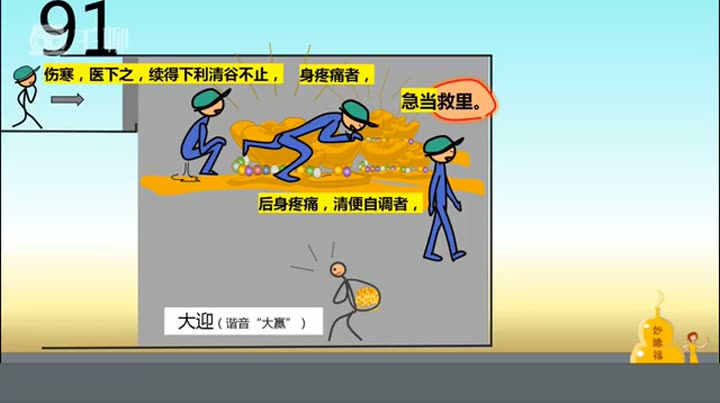 91
伤寒，医下之，续得下利清谷不止，
身疼痛者，
急当救里。
后身疼痛，清便自调者，
大迎（谐音“大赢”）
妙缘福